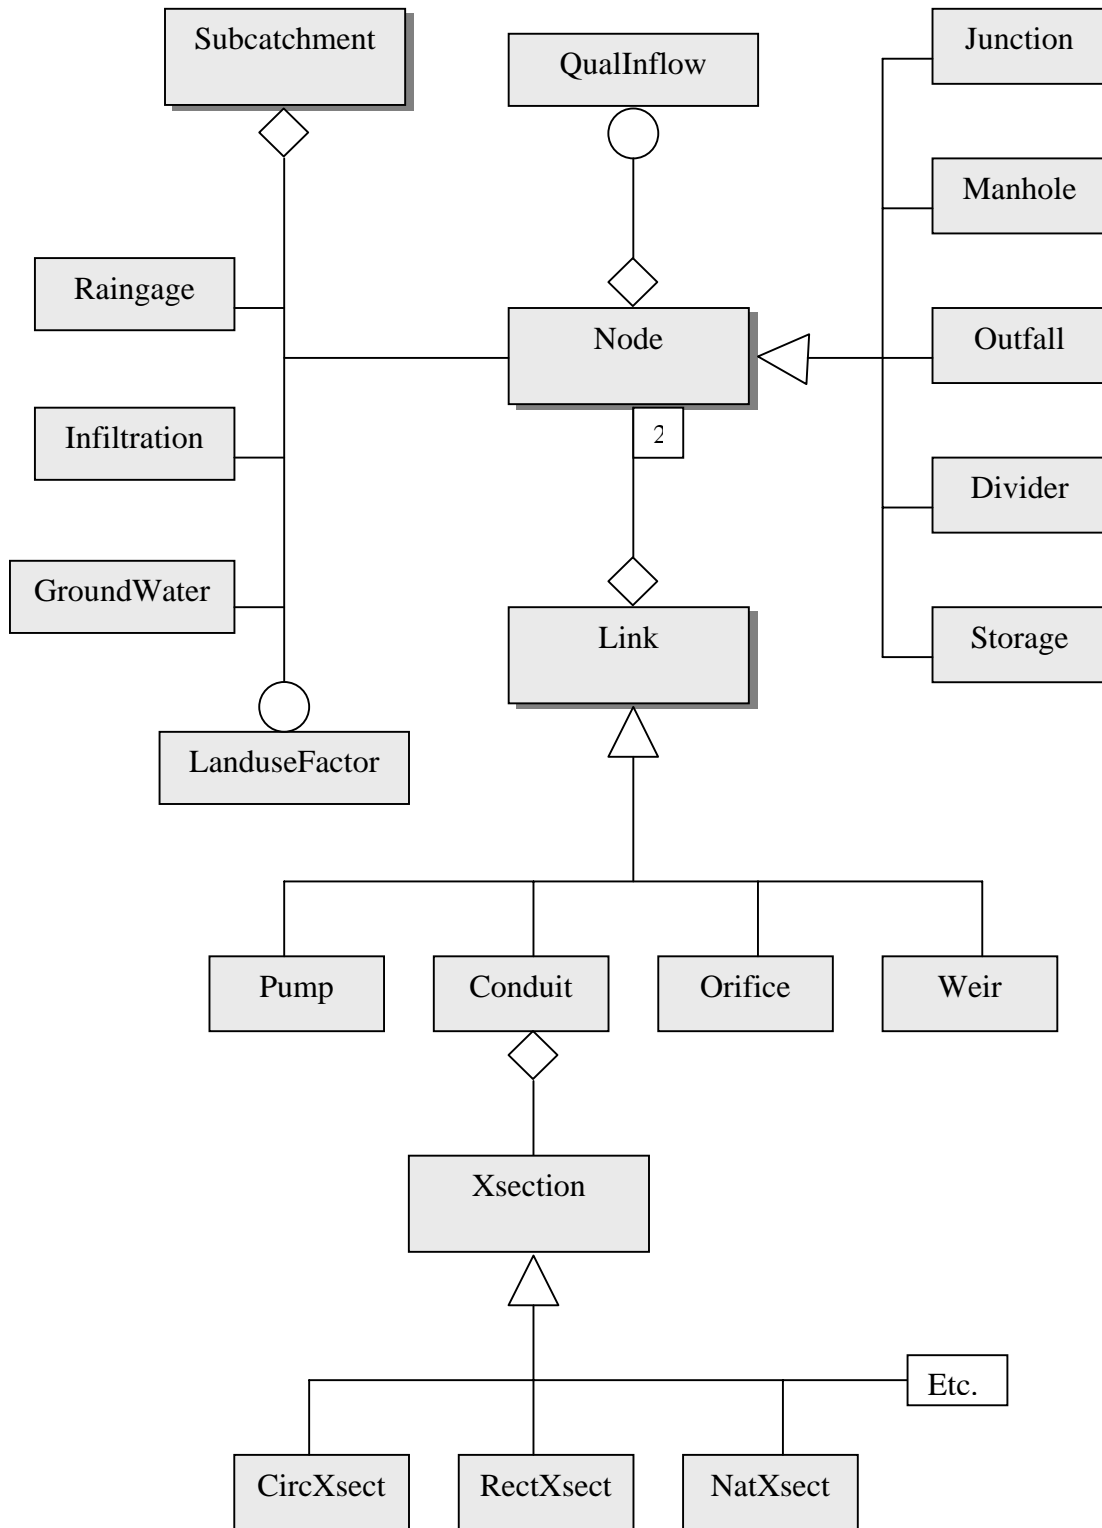 Subcatchment
QualInflow
Junction
Manhole
Raingage
Node
Outfall
2
Infiltration
Divider
GroundWater
Link
Storage
LanduseFactor
Pump
Conduit
Orifice
Weir
Xsection
Etc.
CircXsect
RectXsect
NatXsect